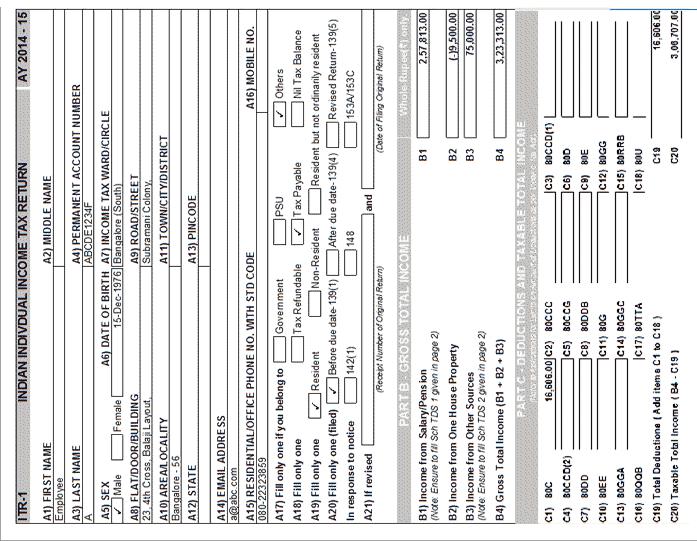 ITR-1 INDIAN INDIVDUAL INCOME TAX RETURN AY 2014 - 15
A1) FIRST NAME A2) MIDDLE NAME
Employee
A3) LAST NAME A4) PERMANENT ACCOUNT NUMBER
A ABCDE1234F
A5) SEX A6) DATE OF BIRTH A7) INCOME TAX WARD/CIRCLE
✓ Male Female 15-Dec-1976 Bangalore (South)
A8) FLAT/DOOR/BUILDING A9) ROAD/STREET
23, 4th Cross, Balaji Layout, Subramani Colony,
A10) AREA/LOCALITY A11) TOWN/CITY/DISTRICT
Bangalore - 56
A12) STATE A13) PINCODE
A14) EMAIL ADDRESS
a@abc.com
A15) RESIDENTIAL/OFFICE PHONE NO. WITH STD CODE A16) MOBILE NO.
080-22323859
A17) Fill only one if you belong to Government PSU ✓ Others
A18) Fill only one Tax Refundable ✓ Tax Payable Nil Tax Balance
A19) Fill only one ✓ Resident Non-Resident Resident but not ordinarily resident
A20) Fill only one (filed) ✓ Before due date-139(1) After due date-139(4) Revised Return-139(5)
In response to notice 142(1) 148 153A/153C
A21) If revised and
(Receipt Number of Original Return) (Date of Filing Original Return)
PART B - GROSS TOTAL INCOME Whole-Rupee(₹) only
B1) Income from Salary/Pension B1 2,57,813.00
(Note: Ensure to fill Sch TDS 1 given in page 2)
B2) Income from One House Property B2 (-)9,500.00
B3) Income from Other Sources B3 75,000.00
(Note: Ensure to fill Sch TDS 2 given in page 2)
B4) Gross Total Income (B1 + B2 + B3) B4 3,23,313.00
PART C - DEDUCTIONS AND TAXABLE TOTAL INCOME
C1) 80C 16,606.00 (C2) 80CCC (C3) 80CCD(1)
C4) 80CCD(2) (C5) 80CCG (C6) 80D
C7) 80DD (C8) 80DDB (C9) 80E
C10) 80EE (C11) 80G (C12) 80GG
C13) 80GGA (C14) 80GGC (C15) 80RRB
C16) 80QQB (C17) 80TTA (C18) 80U
C19) Total Deductions (Add items C1 to C18 ) C19 16,606.00
C20) Taxable Total Income ( B4 - C19 ) C20 3,06,707.00